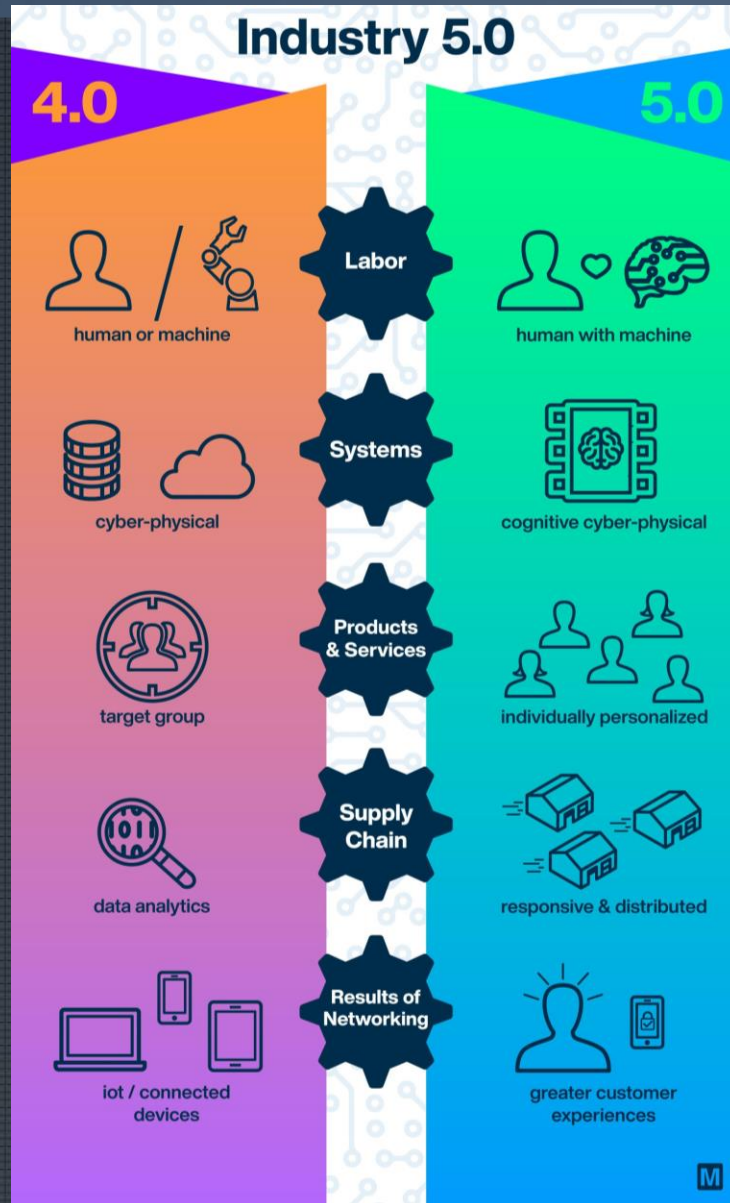 Industry 5.0
4.0
5.0
Labor
human or machine
human with machine
Systems
cyber-physical
cognitive cyber-physical
Products
& Services
target group
individually personalized
1011
Supply
Chain
data analytics
responsive & distributed
Results of
Networking
iot / connected
devices
greater customer
experiences
M